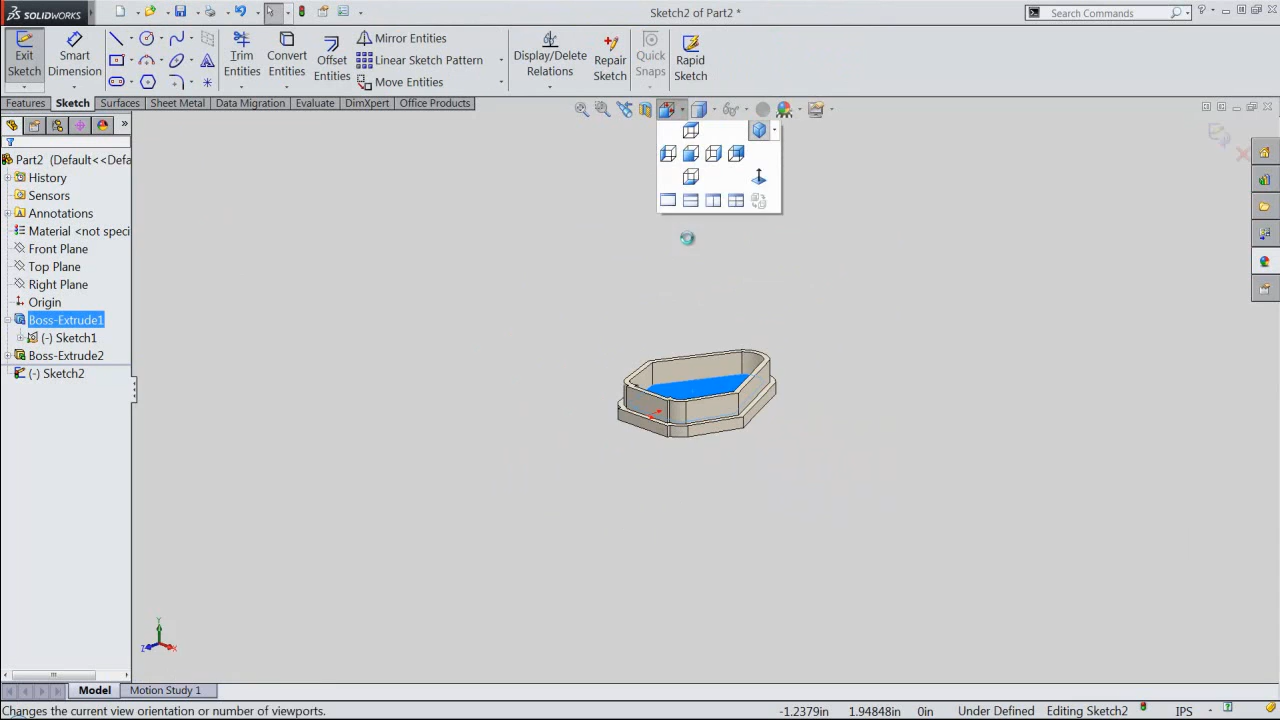 SOLIDWORKS
Sketch2 of Part2 *
Search Commands
Exit Sketch
Smart Dimension
Trim Entities
Convert Entities
Offset Entities
Mirror Entities
Linear Sketch Pattern
Move Entities
Display/Delete Relations
Repair Sketch
Quick Snaps
Rapid Sketch
Features
Sketch
Surfaces
Sheet Metal
Data Migration
Evaluate
DimXpert
Office Products
Part2 (Default<<Defa
History
Sensors
Annotations
Material <not speci
Front Plane
Top Plane
Right Plane
Origin
Boss-Extrude1
(-) Sketch1
Boss-Extrude2
(-) Sketch2
Y
Z
X
Model
Motion Study 1
Changes the current view orientation or number of viewports.
-1.2379in
1.94848in
0in
Under Defined
Editing Sketch2
IPS